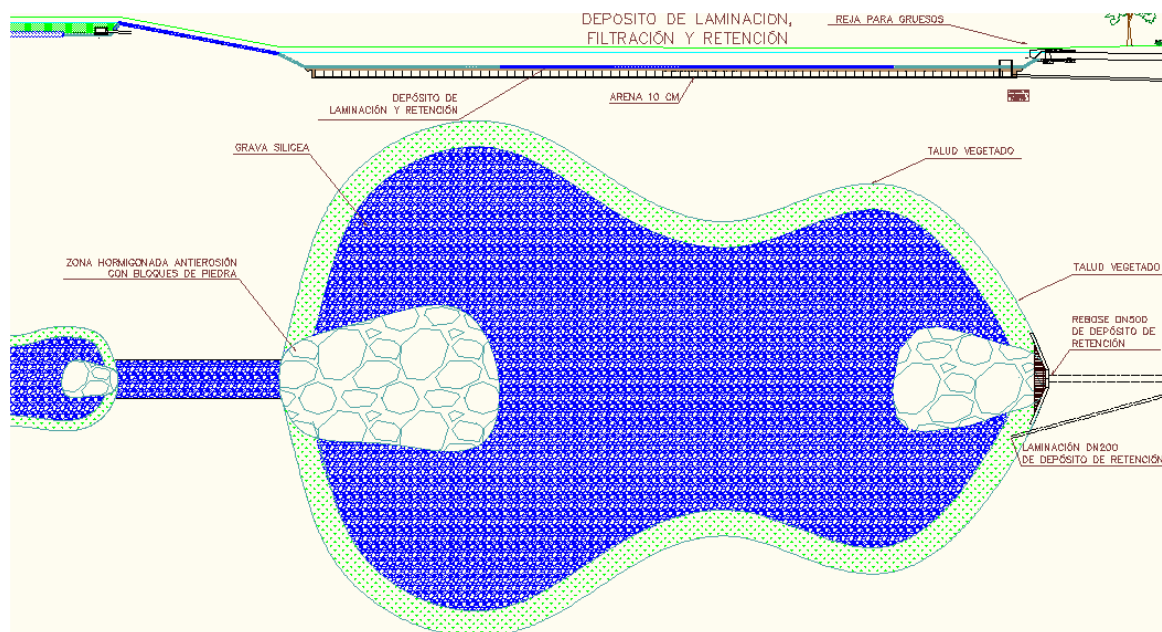 DEPOSITO DE LAMINACION,
FILTRACIÓN Y RETENCIÓN
REJA PARA GRUESOS
DEPÓSITO DE
LAMINACIÓN Y RETENCIÓN
ARENA 10 CM
GRAVA SILICEA
TALUD VEGETADO
ZONA HORMIGONADA ANTIEROSIÓN
CON BLOQUES DE PIEDRA
TALUD VEGETADO
REBOSE DN500
DE DEPÓSITO DE
RETENCIÓN
LAMINACIÓN DN200
DE DEPÓSITO DE RETENCIÓN